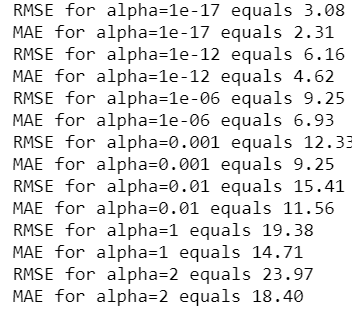 RMSE for alpha=1e-17 equals 3.08
MAE for alpha=1e-17 equals 2.31
RMSE for alpha=1e-12 equals 6.16
MAE for alpha=1e-12 equals 4.62
RMSE for alpha=1e-06 equals 9.25
MAE for alpha=1e-06 equals 6.93
RMSE for alpha=0.001 equals 12.33
MAE for alpha=0.001 equals 9.25
RMSE for alpha=0.01 equals 15.41
MAE for alpha=0.01 equals 11.56
RMSE for alpha=1 equals 19.38
MAE for alpha=1 equals 14.71
RMSE for alpha=2 equals 23.97
MAE for alpha=2 equals 18.40